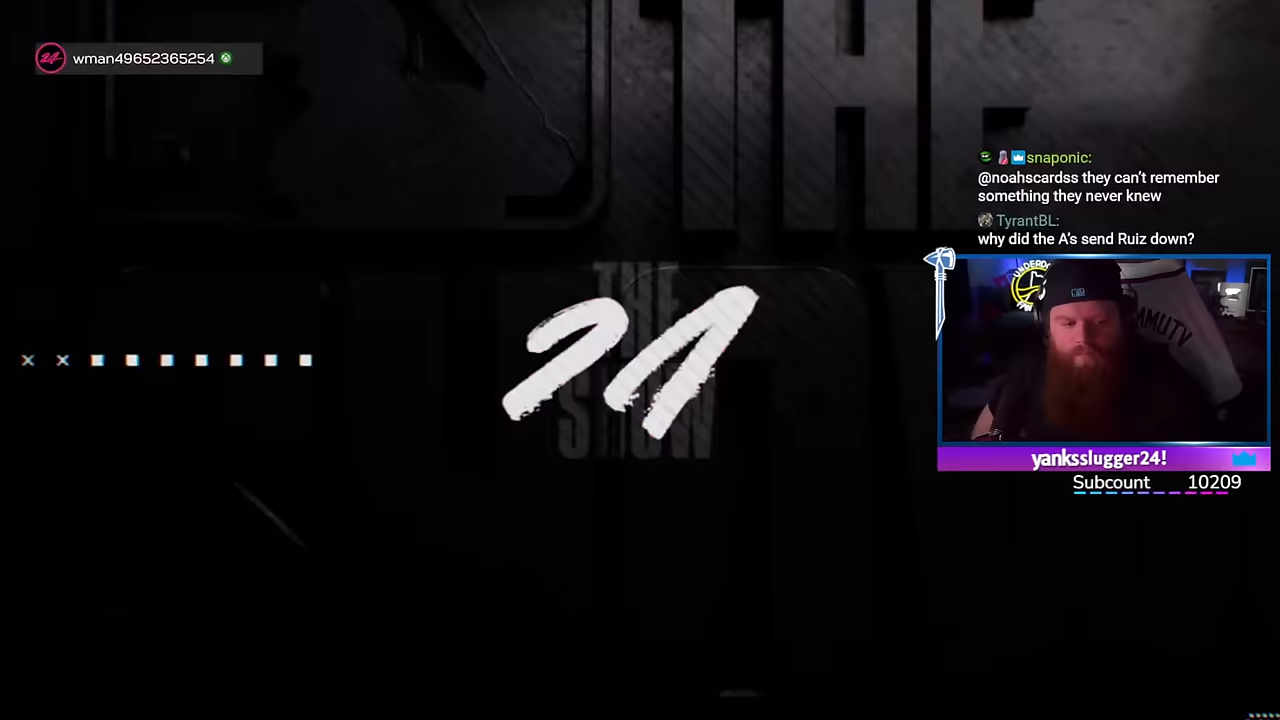 THE
wman49652365254
snaponic:
@noahscardss they can't remember
something they never knew
TyrantBL:
why did the A's send Ruiz down?
THE
24
SHOW
yanksslugger24!
Subcount 10209